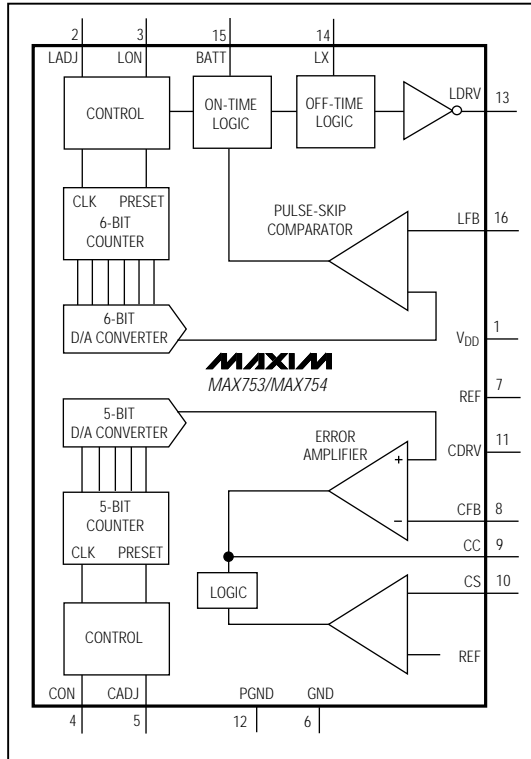 2 3 15 14
LADJ LON BATT LX
LDRV
13
CONTROL
ON-TIME
LOGIC
OFF-TIME
LOGIC
CLK PRESET
6-BIT
COUNTER
PULSE-SKIP
COMPARATOR
LFB 16
6-BIT
D/A CONVERTER
1
VDD
MAXIM
MAX753/MAX754
7
REF
5-BIT
D/A CONVERTER
ERROR
AMPLIFIER
11
CDRV
+
−
5-BIT
COUNTER
CLK PRESET
CFB 8
CC 9
LOGIC
CS 10
CONTROL
REF
CON CADJ PGND GND
4 5 12 6